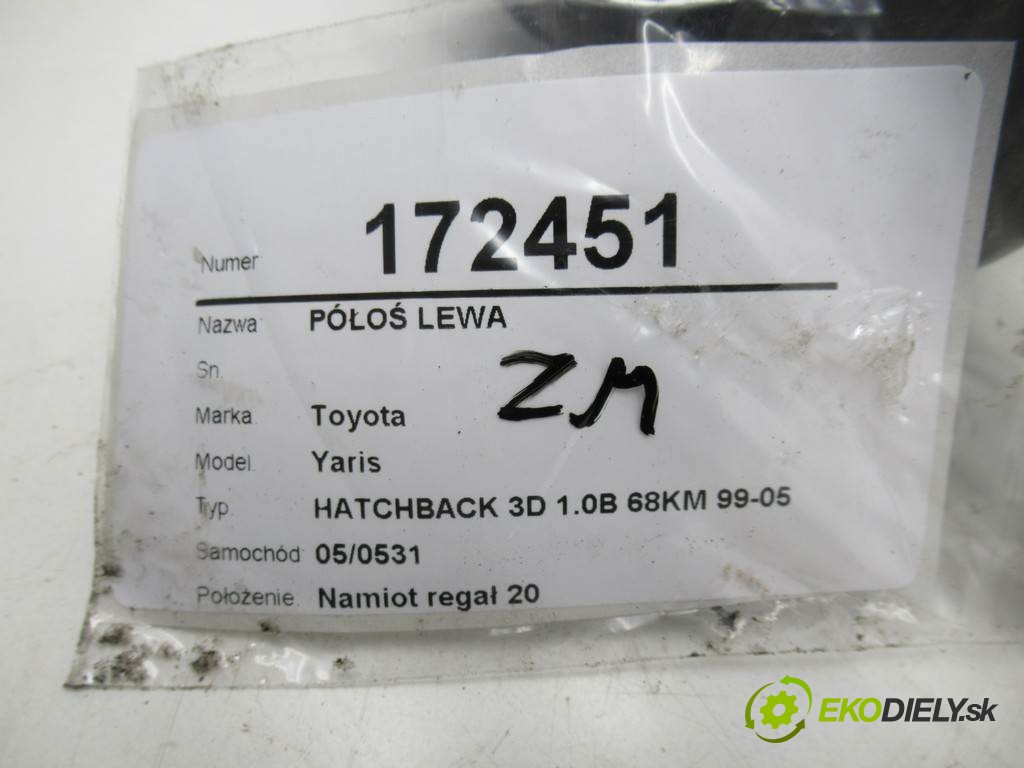 Numer 172451
Nazwa: PÓŁOŚ LEWA
Sn.
ZM
Marka. Toyota
Model. Yaris
Typ HATCHBACK 3D 1.0B 68KM 99-05
Samochód 05/0531
Położenie. Namiot regał 20
EKODIELY.sk